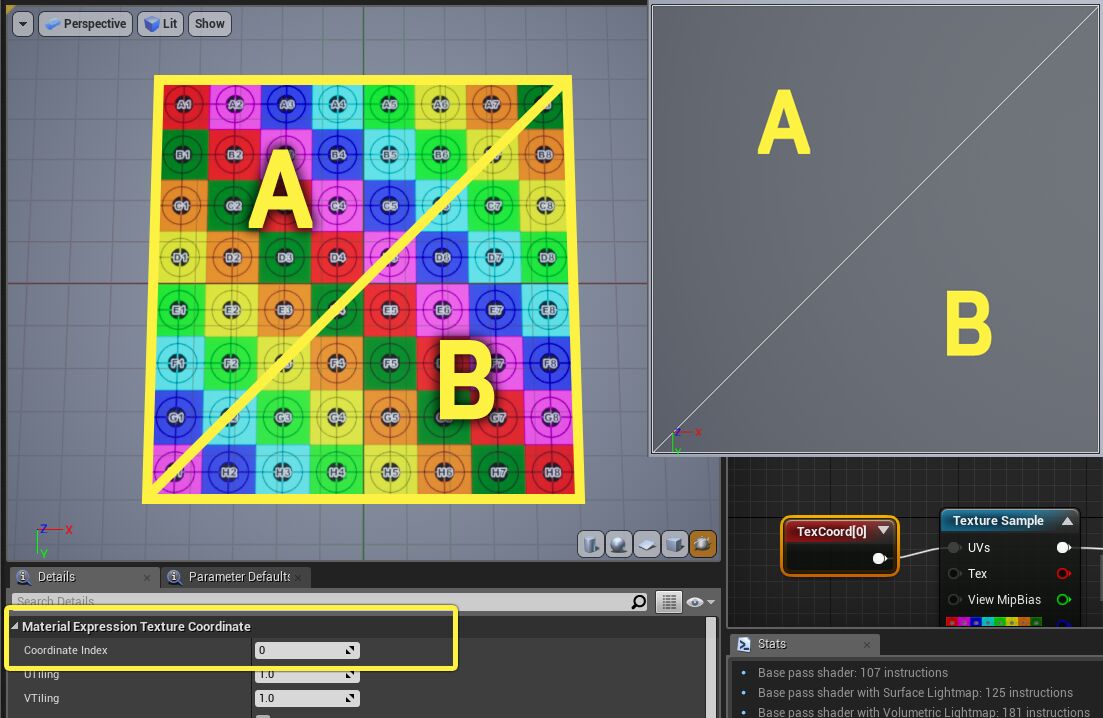 Perspective Lit Show
A1 A2 A3 A4 A5 A6 A7
B1 B2 B4 B5 B6 B8
C1 C2 C4 C5 C7 C8
D1 D2 D3 D4 D6 D7 D8
E1 E2 E3 E5 E6 E7 E8
F1 F2 F4 F5 F7 F8
G1 G3 G4 G5 G7 G8
H2 H3 H4 H5 H6 H7 H8
A
B
Z X
Y
A
B
Z X
Y
TexCoord[0]
Texture Sample
UVs
Tex
View MipBias
Details Parameter Defaults
Search Details
Material Expression Texture Coordinate
Coordinate Index 0
UTiling 1.0
VTiling 1.0
Stats
Base pass shader: 107 instructions
Base pass shader with Surface Lightmap: 125 instructions
Base pass shader with Volumetric Lightmap: 181 instructions